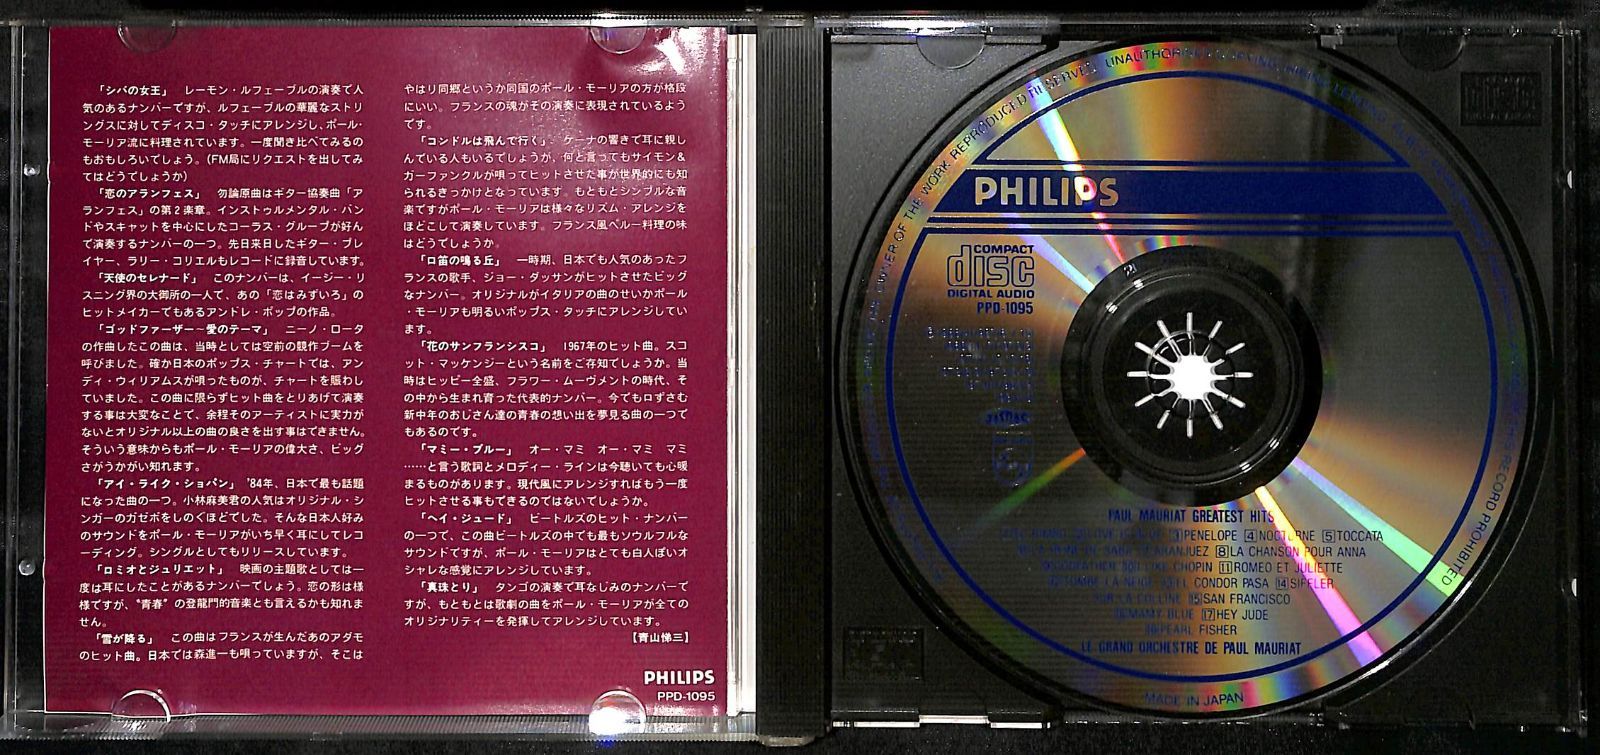 「シバの女王」　レーモン・ルフェーブルの演奏で人
気のあるナンバーですが、ルフェーブルの華麗なストリ
ングスに対してディスコ・タッチにアレンジし、ポール・
モーリア流に料理されています。一度聞き比べてみるの
もおもしろいでしょう。(FM局にリクエストを出してみ
てはどうでしょうか)
「恋のアランフェス」　勿論原曲はギター協奏曲「ア
ランフェス」の第2楽章。インストゥルメンタル・バン
ドやスキャットを中心にしたコーラス・グループが好ん
で演奏するナンバーの一つ。先日来日したギター・プレ
イヤー、ラリー・コリエルもレコードに録音しています。
「天使のセレナード」　このナンバーは、イージー・リ
スニング界の大御所の一人で、あの「恋はみずいろ」の
ヒットメイカーでもあるアンドレ・ポップの作品。
「ゴッドファーザー～愛のテーマ」　ニーノ・ロータ
の作曲したこの曲は、当時としては空前の競作ブームを
呼びました。確か日本のポップス・チャートでは、アン
ディ・ウィリアムスが唄ったものが、チャートを賑わし
ていました。この曲に限らずヒット曲をとりあげて演奏
する事は大変なことで、余程そのアーティストに実力が
ないとオリジナル以上の曲の良さを出す事はできません。
そういう意味からもポール・モーリアの偉大さ、ビッグ
さがうかがい知れます。
「アイ・ライク・ショパン」　'84年、日本で最も話題
になった曲の一つ。小林麻美君の人気はオリジナル・シ
ンガーのガゼボをしのぐほどでした。そんな日本人好み
のサウンドをポール・モーリアがいち早く耳にしてレコ
ーディング。シングルとしてもリリースしています。
「ロミオとジュリエット」　映画の主題歌としては一
度は耳にしたことがあるナンバーでしょう。恋の形は様
様ですが、“青春”の登龍門的音楽とも言えるかも知れま
せん。
「雪が降る」　この曲はフランスが生んだあのアダモ
のヒット曲。日本では森進一も唄っていますが、そこは
やはり同郷というか同国のポール・モーリアの方が格段
にいい。フランスの魂がその演奏に表現されているよう
です。
「コンドルは飛んで行く」　ケーナの響きで耳に親し
んでいる人もいるでしょうが、何と言ってもサイモン＆
ガーファンクルが唄ってヒットさせた事が世界的にも知
られるきっかけとなっています。もともとシンプルな音
楽ですがポール・モーリアは様々なリズム・アレンジを
ほどこして演奏しています。フランス風ペルー料理の味
はどうでしょうか。
「口笛の鳴る丘」　一時期、日本でも人気のあったフ
ランスの歌手、ジョー・ダッサンがヒットさせたビッグ
なナンバー。オリジナルがイタリアの曲のせいかポール
・モーリアも明るいポップス・タッチにアレンジしてい
ます。
「花のサンフランシスコ」　1967年のヒット曲。スコ
ット・マッケンジーという名前をご存知でしょうか。当
時はヒッピー全盛、フラワー・ムーヴメントの時代、そ
の中から生まれ育った代表的ナンバー。今でも口ずさむ
新中年のおじさん達の青春の想い出を夢見る曲の一つで
もあるのです。
「マミー・ブルー」　オー・マミ　オー・マミ　マミ
……と言う歌詞とメロディー・ラインは今聴いても心暖
まるものがあります。現代風にアレンジすればもう一度
ヒットさせる事もできるのではないでしょうか。
「ヘイ・ジュード」　ビートルズのヒット・ナンバー
の一つで、この曲ビートルズの中でも最もソウルフルな
サウンドですが、ポール・モーリアはとても白人ぽいオ
シャレな感覚にアレンジしています。
「真珠とり」　タンゴの演奏で耳なじみのナンバーで
すが、もともとは歌劇の曲をポール・モーリアが全ての
オリジナリティーを発揮してアレンジしています。
【青山悌三】
PHILIPS
PPD-1095
OWNER OF THE WORK REPRODUCED RESERVED UNAUTHOR
RECORD PROHIBITED
PHILIPS
COMPACT
disc
DIGITAL AUDIO
PPD-1095
JASRAC
PAUL MAURIAT GREATEST HITS
3 PENELOPE 4 NOCTURNE 5 TOCCATA
ARANJUEZ 8 LA CHANSON POUR ANNA
GODFATHER I LIKE CHOPIN 11 ROMEO ET JULIETTE
TOMBE LA NEIGE EL CONDOR PASA 14 SIFFLER
SUR LA COLLINE 15 SAN FRANCISCO
MAMY BLUE 17 HEY JUDE
PEARL FISHER
LE GRAND ORCHESTRE DE PAUL MAURIAT
MADE IN JAPAN